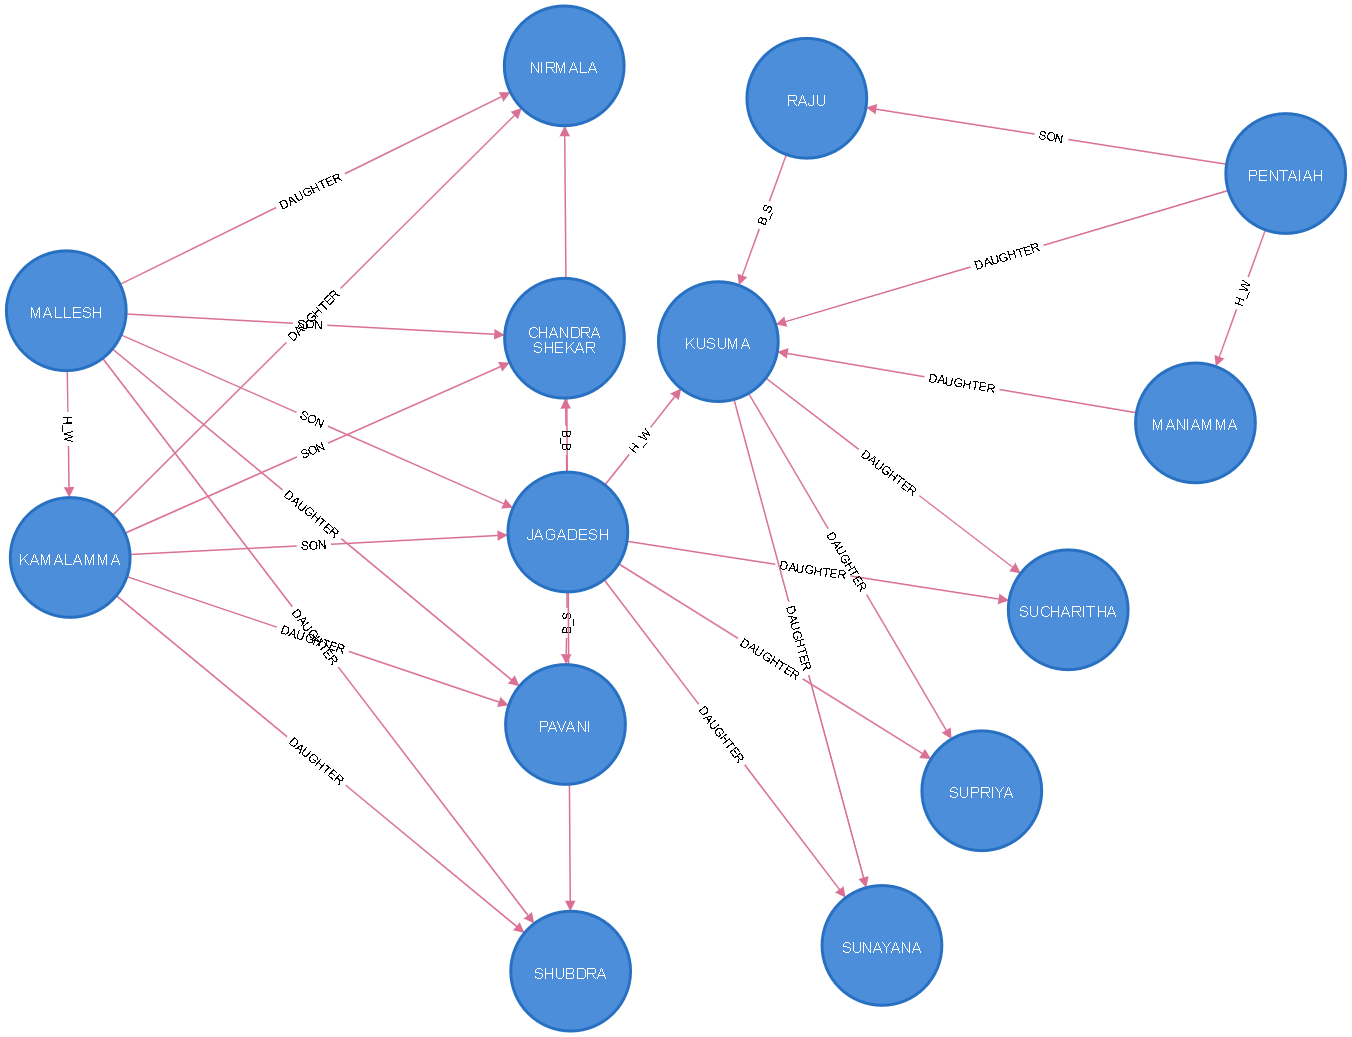 NIRMALA
RAJU
SON
PENTAIAH
DAUGHTER
B_S
DAUGHTER
H_W
MALLESH
DAUGHTER
SON
CHANDRA
SHEKAR
KUSUMA
DAUGHTER
MANIAMMA
H_W
SON
SON
B_B
H_W
DAUGHTER
DAUGHTER
KAMALAMMA
SON
JAGADESH
DAUGHTER
DAUGHTER
SUCHARITHA
DAUGHTER
DAUGHTER
B_S
DAUGHTER
DAUGHTER
DAUGHTER
PAVANI
DAUGHTER
DAUGHTER
SUPRIYA
SUNAYANA
SHUBDRA